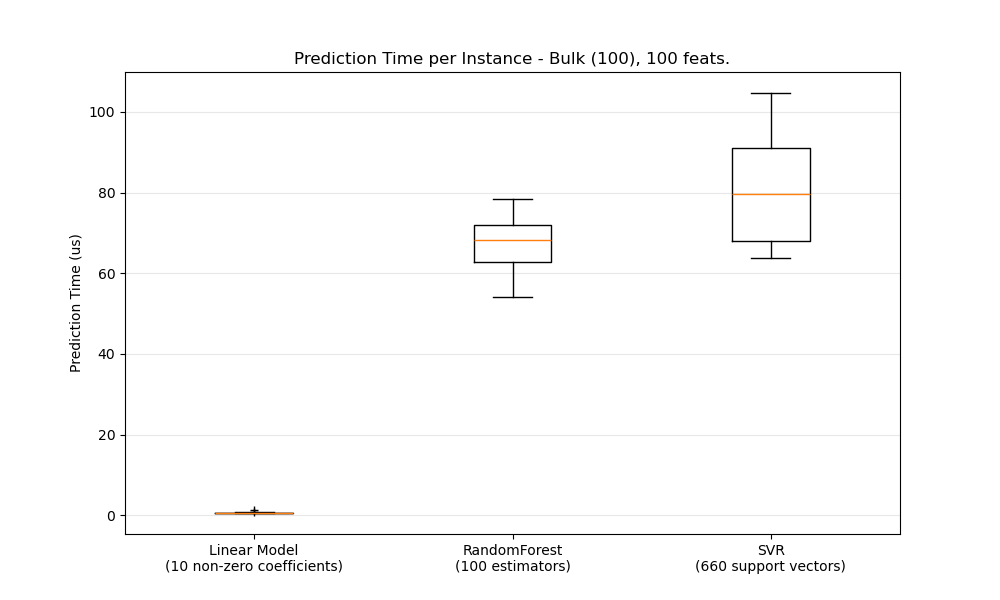 Prediction Time per Instance - Bulk (100), 100 feats.
Prediction Time (us)
100
80
60
40
20
0
Linear Model
(10 non-zero coefficients)
RandomForest
(100 estimators)
SVR
(660 support vectors)